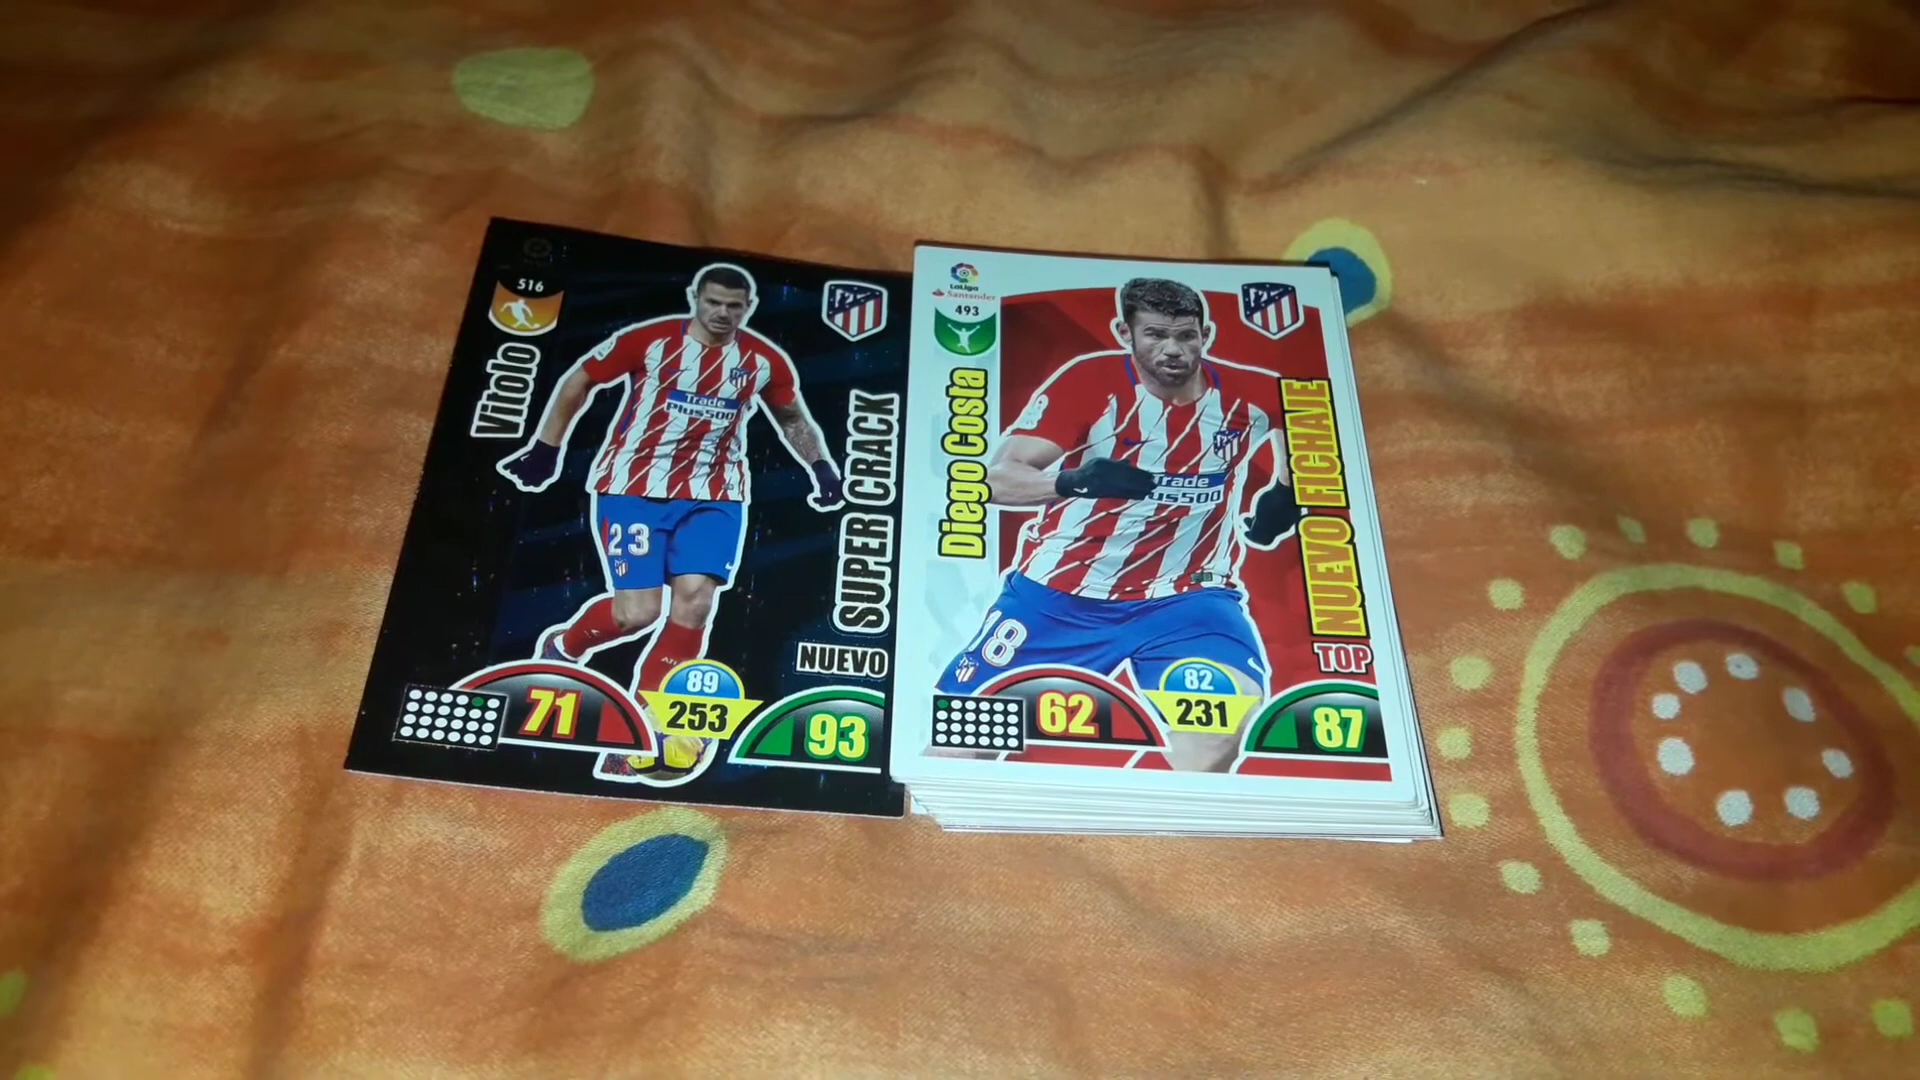 516
Vitolo
Trade
Plus500
23
SUPER CRACK
NUEVO
71
89
253
93
LaLiga
Santander
493
Diego Costa
Trade
us500
18
NUEVO FICHAJE
TOP
62
82
231
87